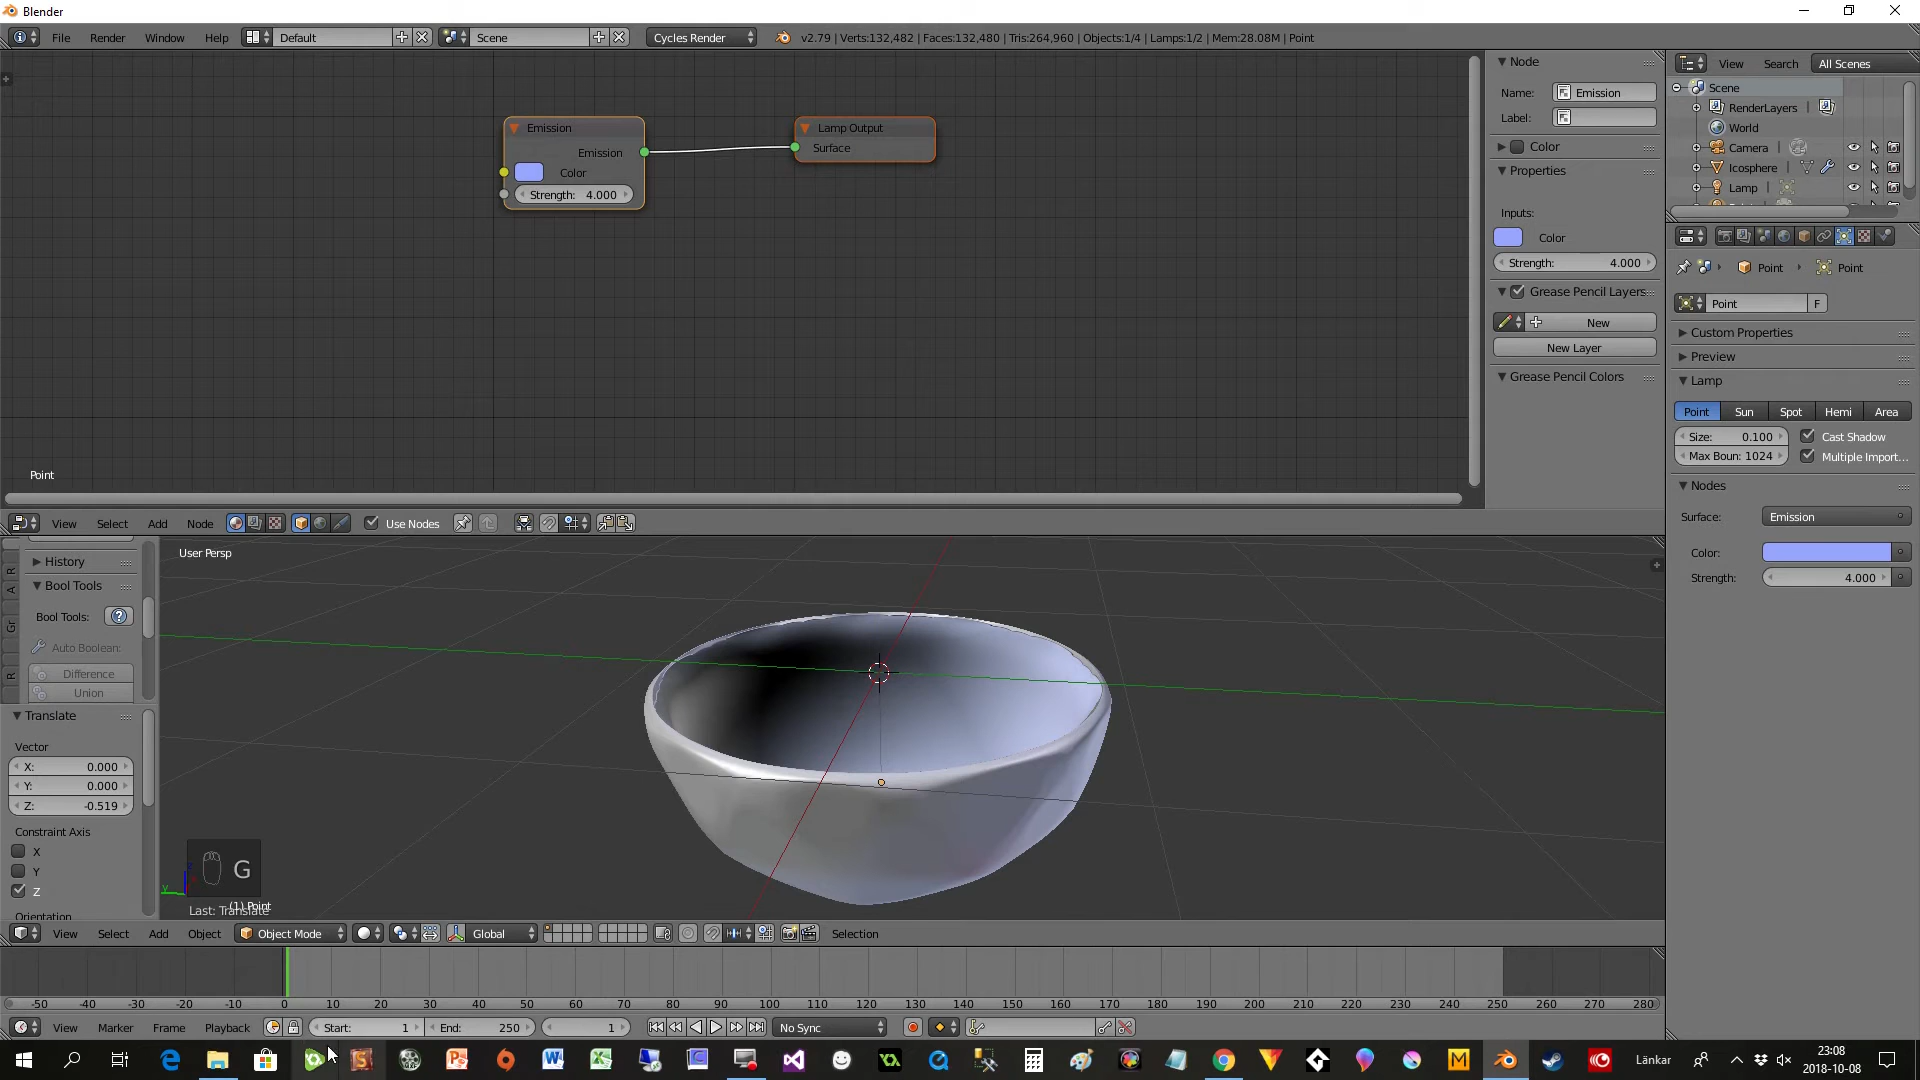 Blender
File Render Window Help Default Scene Cycles Render v2.79 | Verts:132,482 | Faces:132,480 | Tris:264,960 | Objects:1/4 | Lamps:1/2 | Mem:28.08M | Point
Emission
Emission
Color
Strength: 4.000
Lamp Output
Surface
Point
Node
Name: Emission
Label:
Color
Properties
Inputs:
Color
Strength: 4.000
Grease Pencil Layers
New
New Layer
Grease Pencil Colors
View Search All Scenes
Scene
RenderLayers
World
Camera
Icosphere
Lamp
Point Point
Point F
Custom Properties
Preview
Lamp
Point Sun Spot Hemi Area
Size: 0.100 Cast Shadow
Max Boun: 1024 Multiple Import...
Nodes
Surface: Emission
Color:
Strength: 4.000
View Select Add Node Use Nodes
History
Bool Tools
Bool Tools:
Auto Boolean:
Difference
Union
Translate
Vector
X: 0.000
Y: 0.000
Z: -0.519
Constraint Axis
X
Y
Z
Orientation
R
A
Gr
R
User Persp
G
(1) Point
Last: Translate
View Select Add Object Object Mode Global Selection
-50 -40 -30 -20 -10 0 10 20 30 40 50 60 70 80 90 100 110 120 130 140 150 160 170 180 190 200 210 220 230 240 250 260 270 280
View Marker Frame Playback Start: 1 End: 250 1 No Sync
Länkar
23:08
2018-10-08